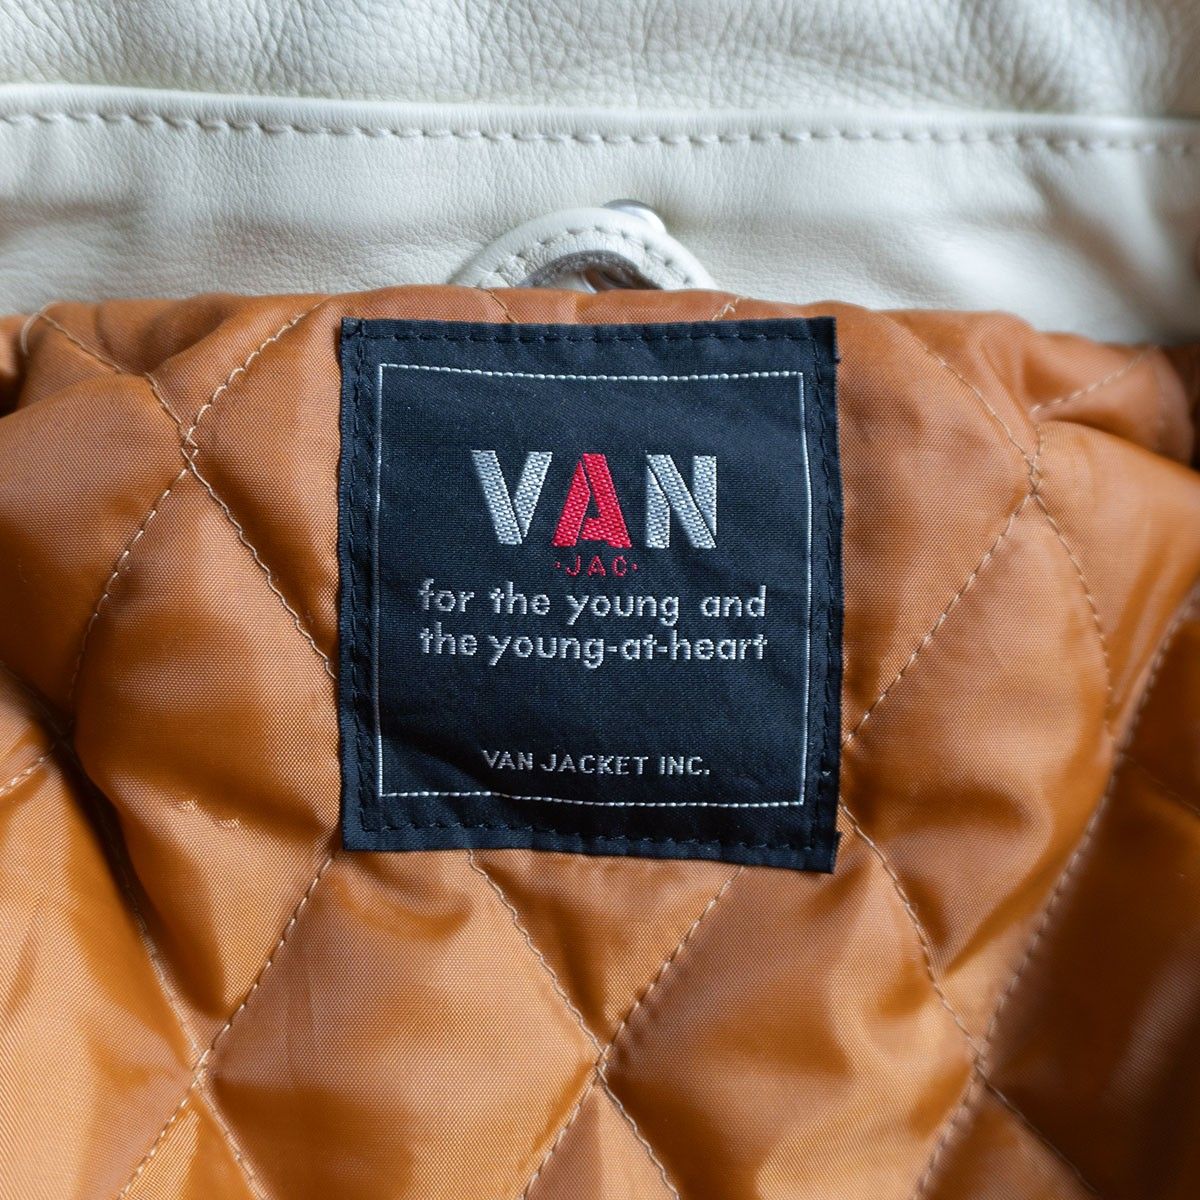 VAN
·JAC·
for the young and
the young-at-heart
VAN JACKET INC.